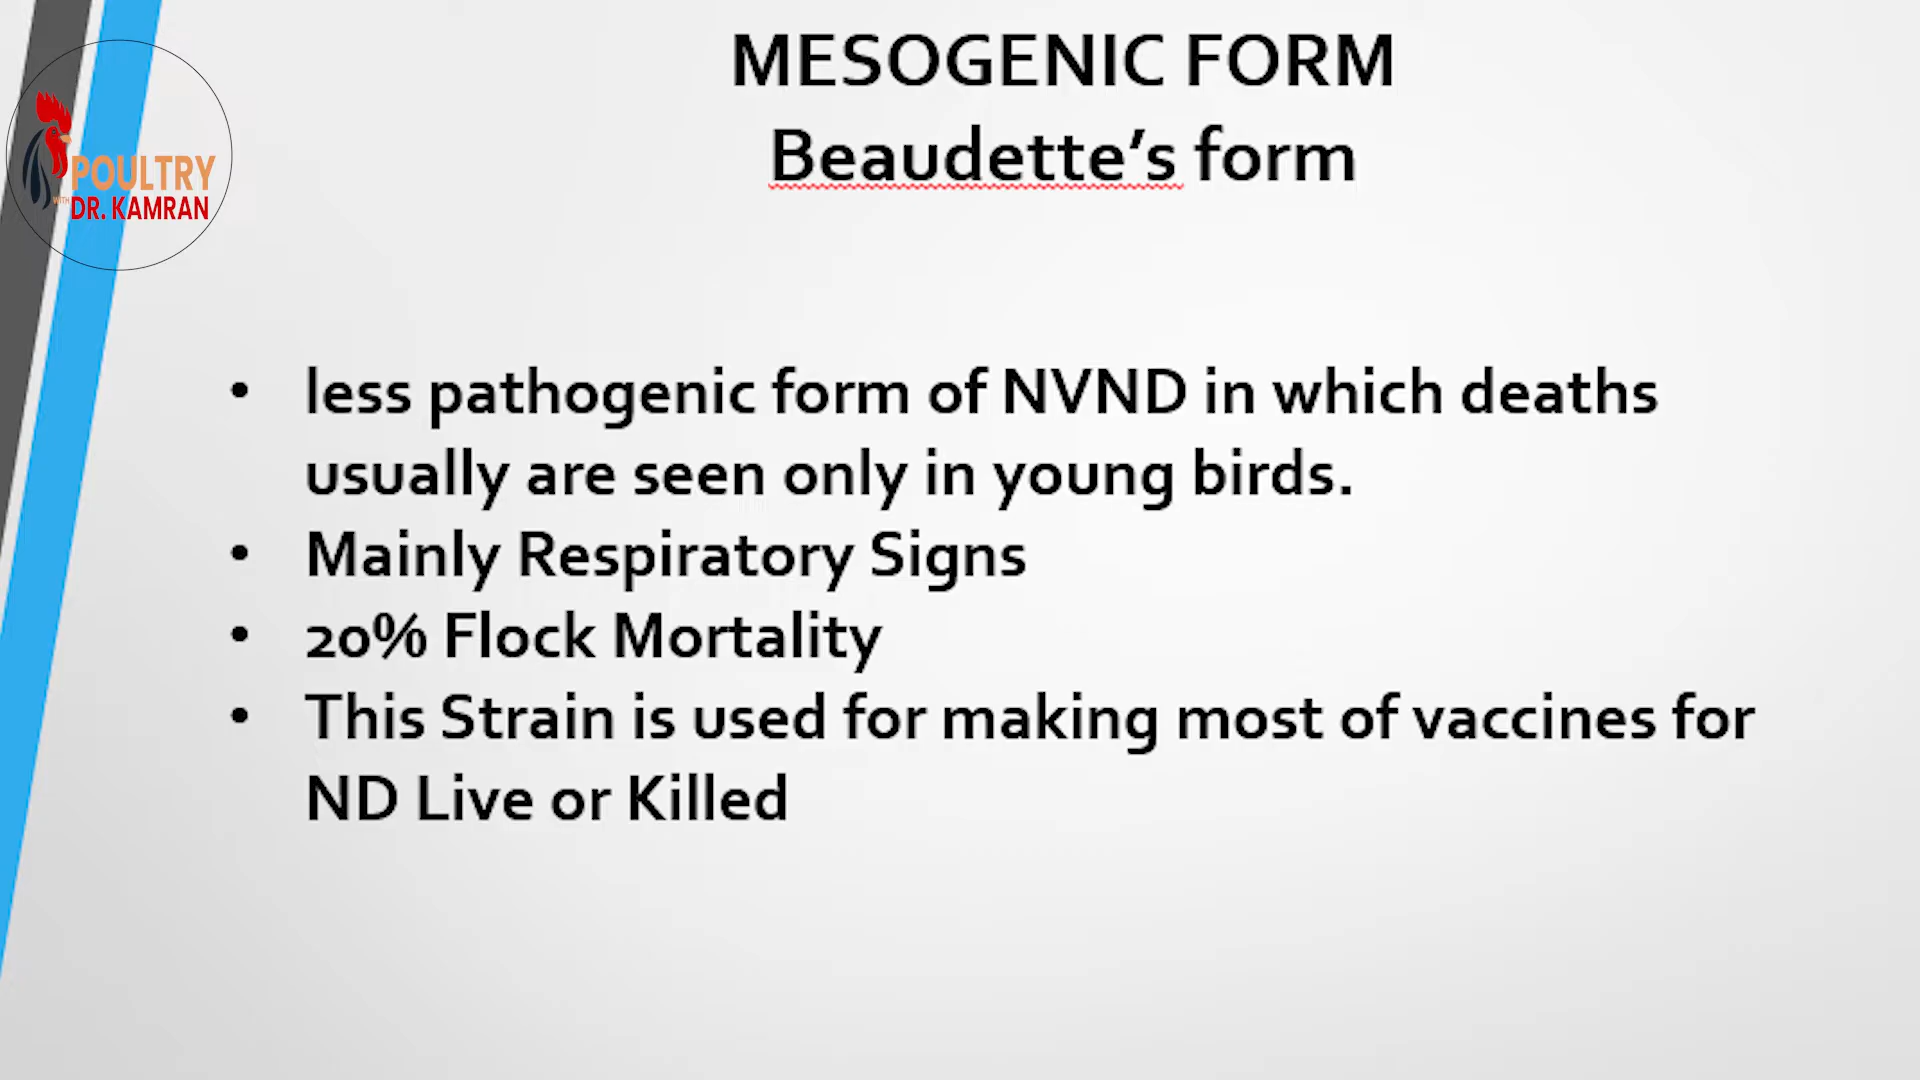 MESOGENIC FORM
Beaudette’s form
POULTRY
WITH
DR. KAMRAN
• less pathogenic form of NVND in which deaths
usually are seen only in young birds.
• Mainly Respiratory Signs
• 20% Flock Mortality
• This Strain is used for making most of vaccines for
ND Live or Killed